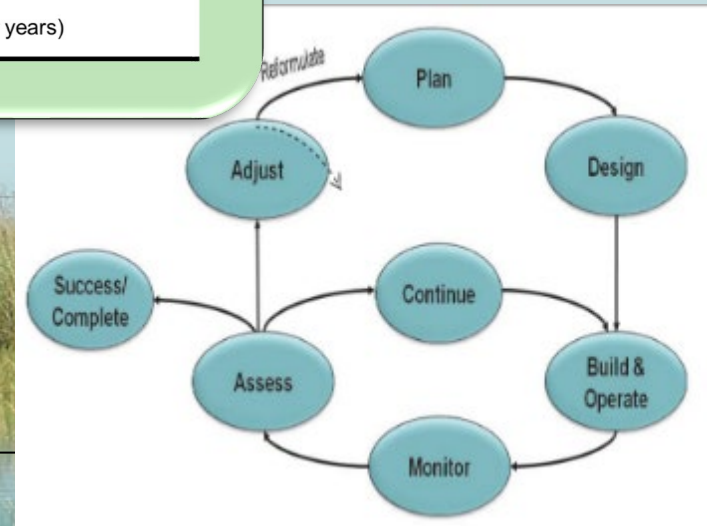 years)
Reformulate
Plan
Adjust
Design
Success/
Complete
Continue
Assess
Build &
Operate
Monitor